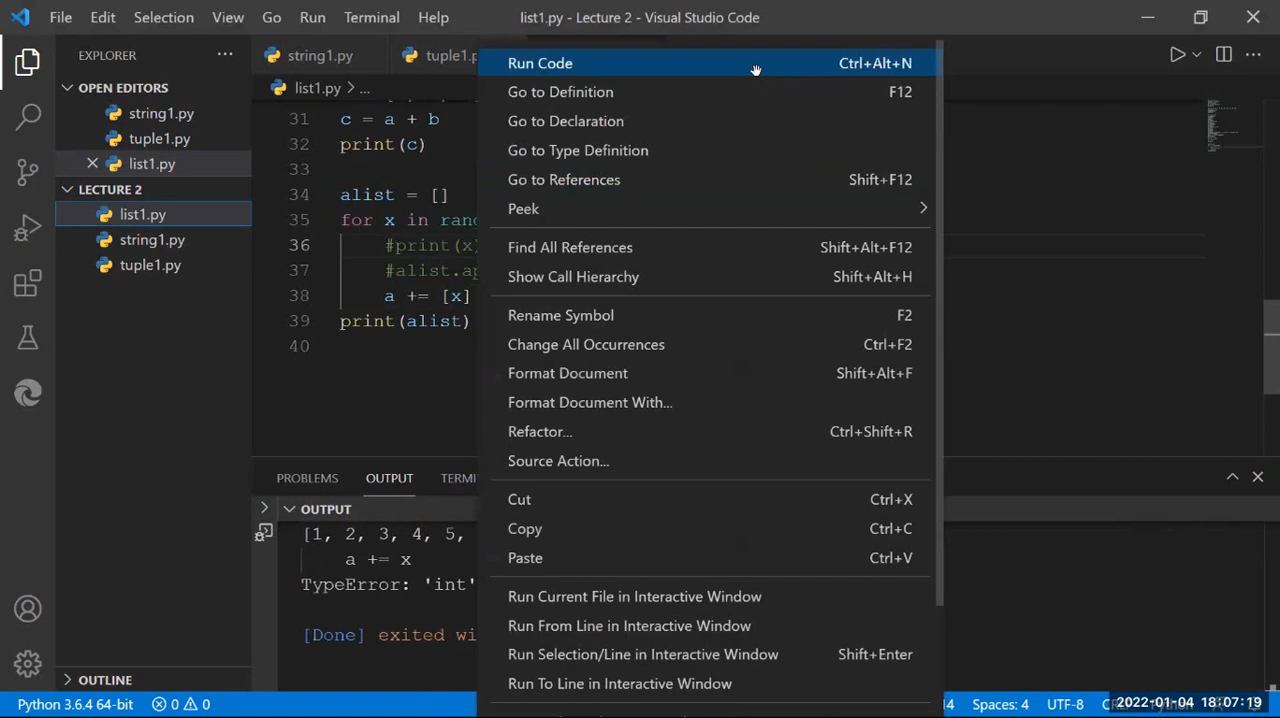 File Edit Selection View Go Run Terminal Help list1.py - Lecture 2 - Visual Studio Code
EXPLORER
OPEN EDITORS
string1.py
tuple1.py
list1.py
LECTURE 2
list1.py
string1.py
tuple1.py
OUTLINE
string1.py tuple1.p
list1.py > ...
31 c = a + b
32 print(c)
33
34 alist = []
35 for x in ran
36 #print(x)
37 #alist.ap
38 a += [x]
39 print(alist)
40
Run Code Ctrl+Alt+N
Go to Definition F12
Go to Declaration
Go to Type Definition
Go to References Shift+F12
Peek
Find All References Shift+Alt+F12
Show Call Hierarchy Shift+Alt+H
Rename Symbol F2
Change All Occurrences Ctrl+F2
Format Document Shift+Alt+F
Format Document With...
Refactor... Ctrl+Shift+R
Source Action...
Cut Ctrl+X
Copy Ctrl+C
Paste Ctrl+V
Run Current File in Interactive Window
Run From Line in Interactive Window
Run Selection/Line in Interactive Window Shift+Enter
Run To Line in Interactive Window
PROBLEMS OUTPUT TERMI
OUTPUT
[1, 2, 3, 4, 5,
a += x
TypeError: 'int'
[Done] exited wi
Python 3.6.4 64-bit 0 0 14 Spaces: 4 UTF-8 2022-01-04 18:07:19